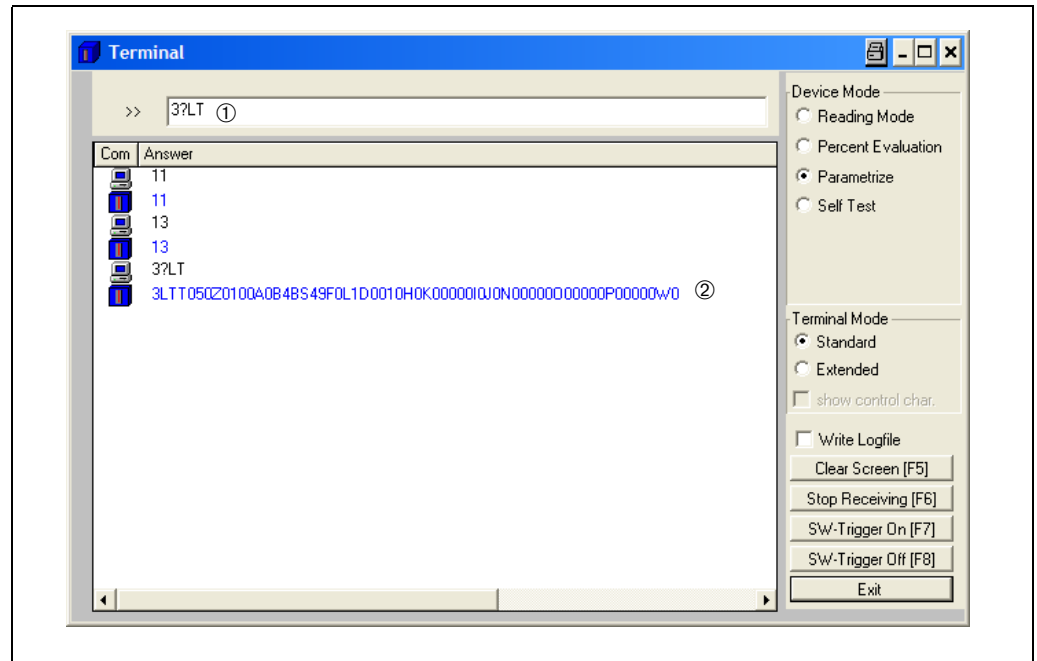 Terminal
>> 3?LT ①
Com Answer
11
11
13
13
3?LT
3LTT050Z0100A0B4BS49F0L1D0010H0K00000I0J0N00000O00000P00000W0 ②
Device Mode
Reading Mode
Percent Evaluation
Parametrize
Self Test
Terminal Mode
Standard
Extended
show control char.
Write Logfile
Clear Screen [F5]
Stop Receiving [F6]
SW-Trigger On [F7]
SW-Trigger Off [F8]
Exit